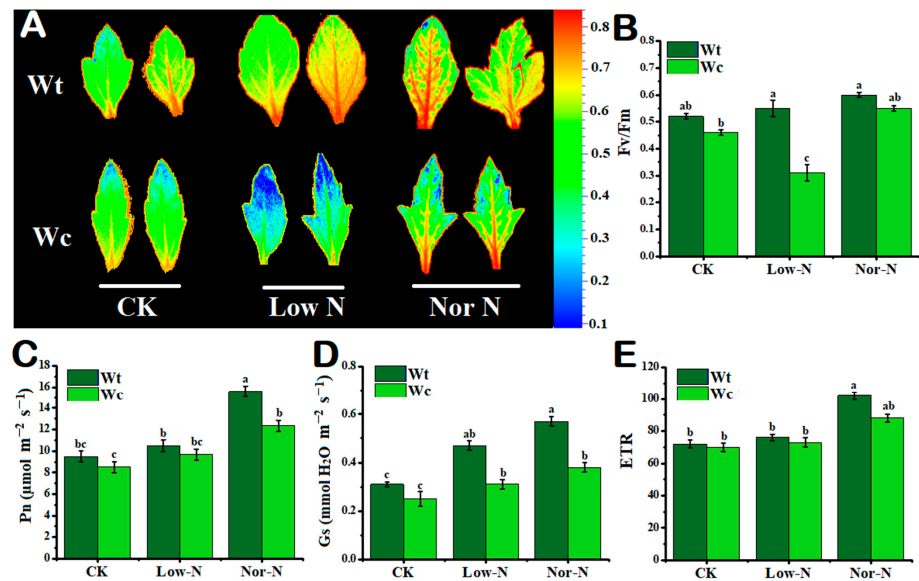 A
Wt
Wc
CK
Low N
Nor N
0.8
0.7
0.6
0.5
0.4
0.3
0.2
0.1
B
Wt
Wc
Fv/Fm
0.8
0.7
0.6
0.5
0.4
0.3
0.2
0.1
0.0
ab
b
a
c
a
ab
CK
Low-N
Nor-N
C
Wt
Wc
Pn (µmol m⁻² s⁻¹)
18
16
14
12
10
8
6
4
2
0
bc
c
b
bc
a
b
CK
Low-N
Nor-N
D
Wt
Wc
Gs (mmol H₂O m⁻² s⁻¹)
0.8
0.6
0.4
0.2
0.0
c
c
ab
b
a
b
CK
Low-N
Nor-N
E
Wt
Wc
ETR
120
100
80
60
40
20
0
b
b
b
b
a
ab
CK
Low-N
Nor-N